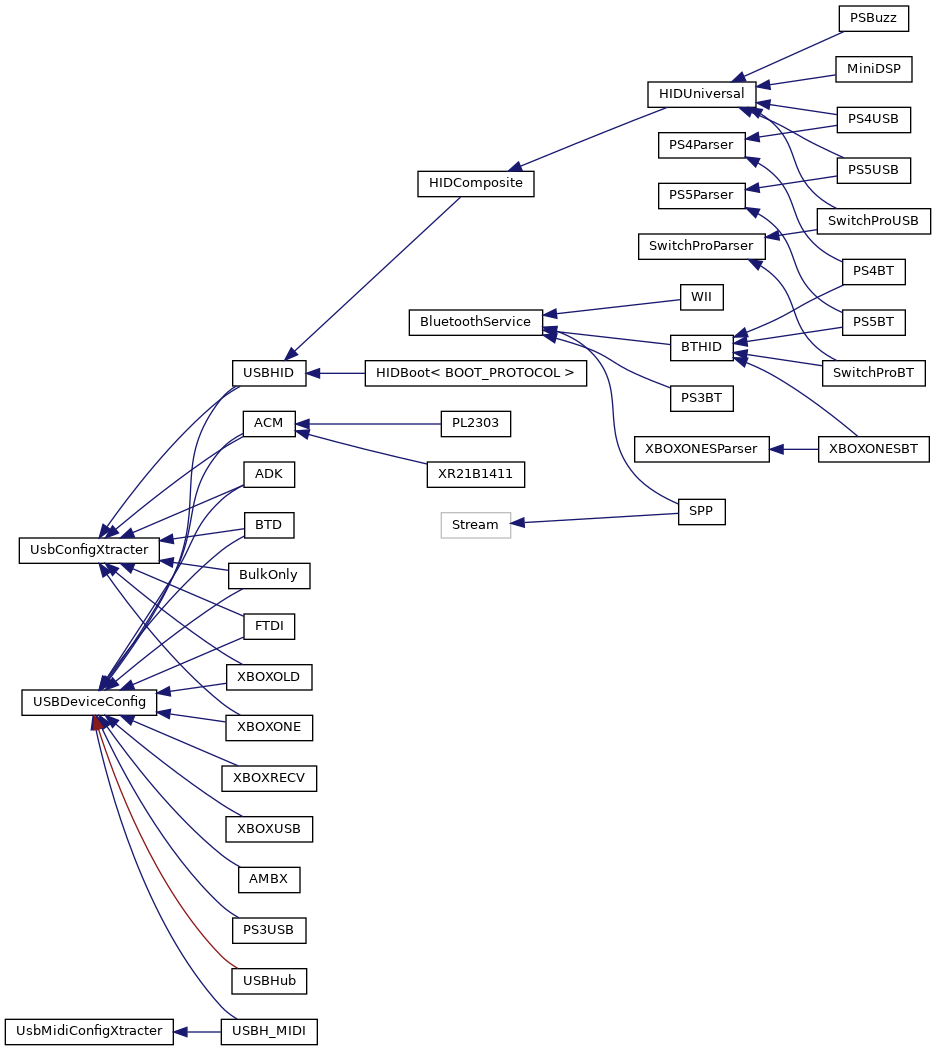 PSBuzz
MiniDSP
HIDUniversal
PS4USB
PS4Parser
PS5USB
HIDComposite
PS5Parser
SwitchProUSB
SwitchProParser
PS4BT
WII
BluetoothService
PS5BT
BTHID
USBHID
HIDBoot< BOOT_PROTOCOL >
SwitchProBT
PS3BT
ACM
PL2303
XBOXONESParser
XBOXONESBT
ADK
XR21B1411
SPP
BTD
Stream
UsbConfigXtracter
BulkOnly
FTDI
XBOXOLD
USBDeviceConfig
XBOXONE
XBOXRECV
XBOXUSB
AMBX
PS3USB
USBHub
UsbMidiConfigXtracter
USBH_MIDI